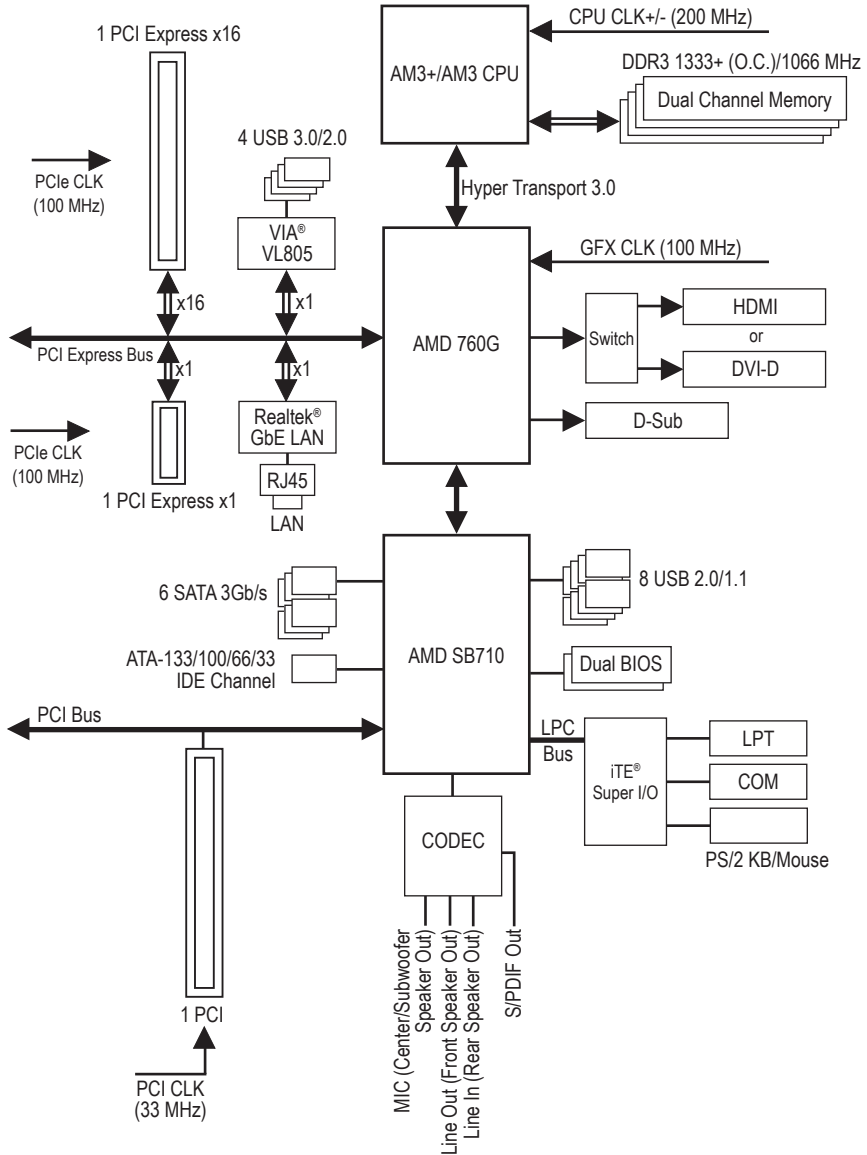 1 PCI Express x16
CPU CLK+/- (200 MHz)
AM3+/AM3 CPU
DDR3 1333+ (O.C.)/1066 MHz
Dual Channel Memory
4 USB 3.0/2.0
PCIe CLK
(100 MHz)
Hyper Transport 3.0
VIA®
VL805
GFX CLK (100 MHz)
x16
x1
HDMI
or
Switch
AMD 760G
PCI Express Bus
x1
x1
DVI-D
Realtek®
GbE LAN
D-Sub
PCIe CLK
(100 MHz)
RJ45
1 PCI Express x1
LAN
6 SATA 3Gb/s
8 USB 2.0/1.1
AMD SB710
ATA-133/100/66/33
IDE Channel
Dual BIOS
PCI Bus
LPC
Bus
LPT
iTE®
Super I/O
COM
CODEC
PS/2 KB/Mouse
MIC (Center/Subwoofer
Speaker Out)
Line Out (Front Speaker Out)
Line In (Rear Speaker Out)
S/PDIF Out
1 PCI
PCI CLK
(33 MHz)